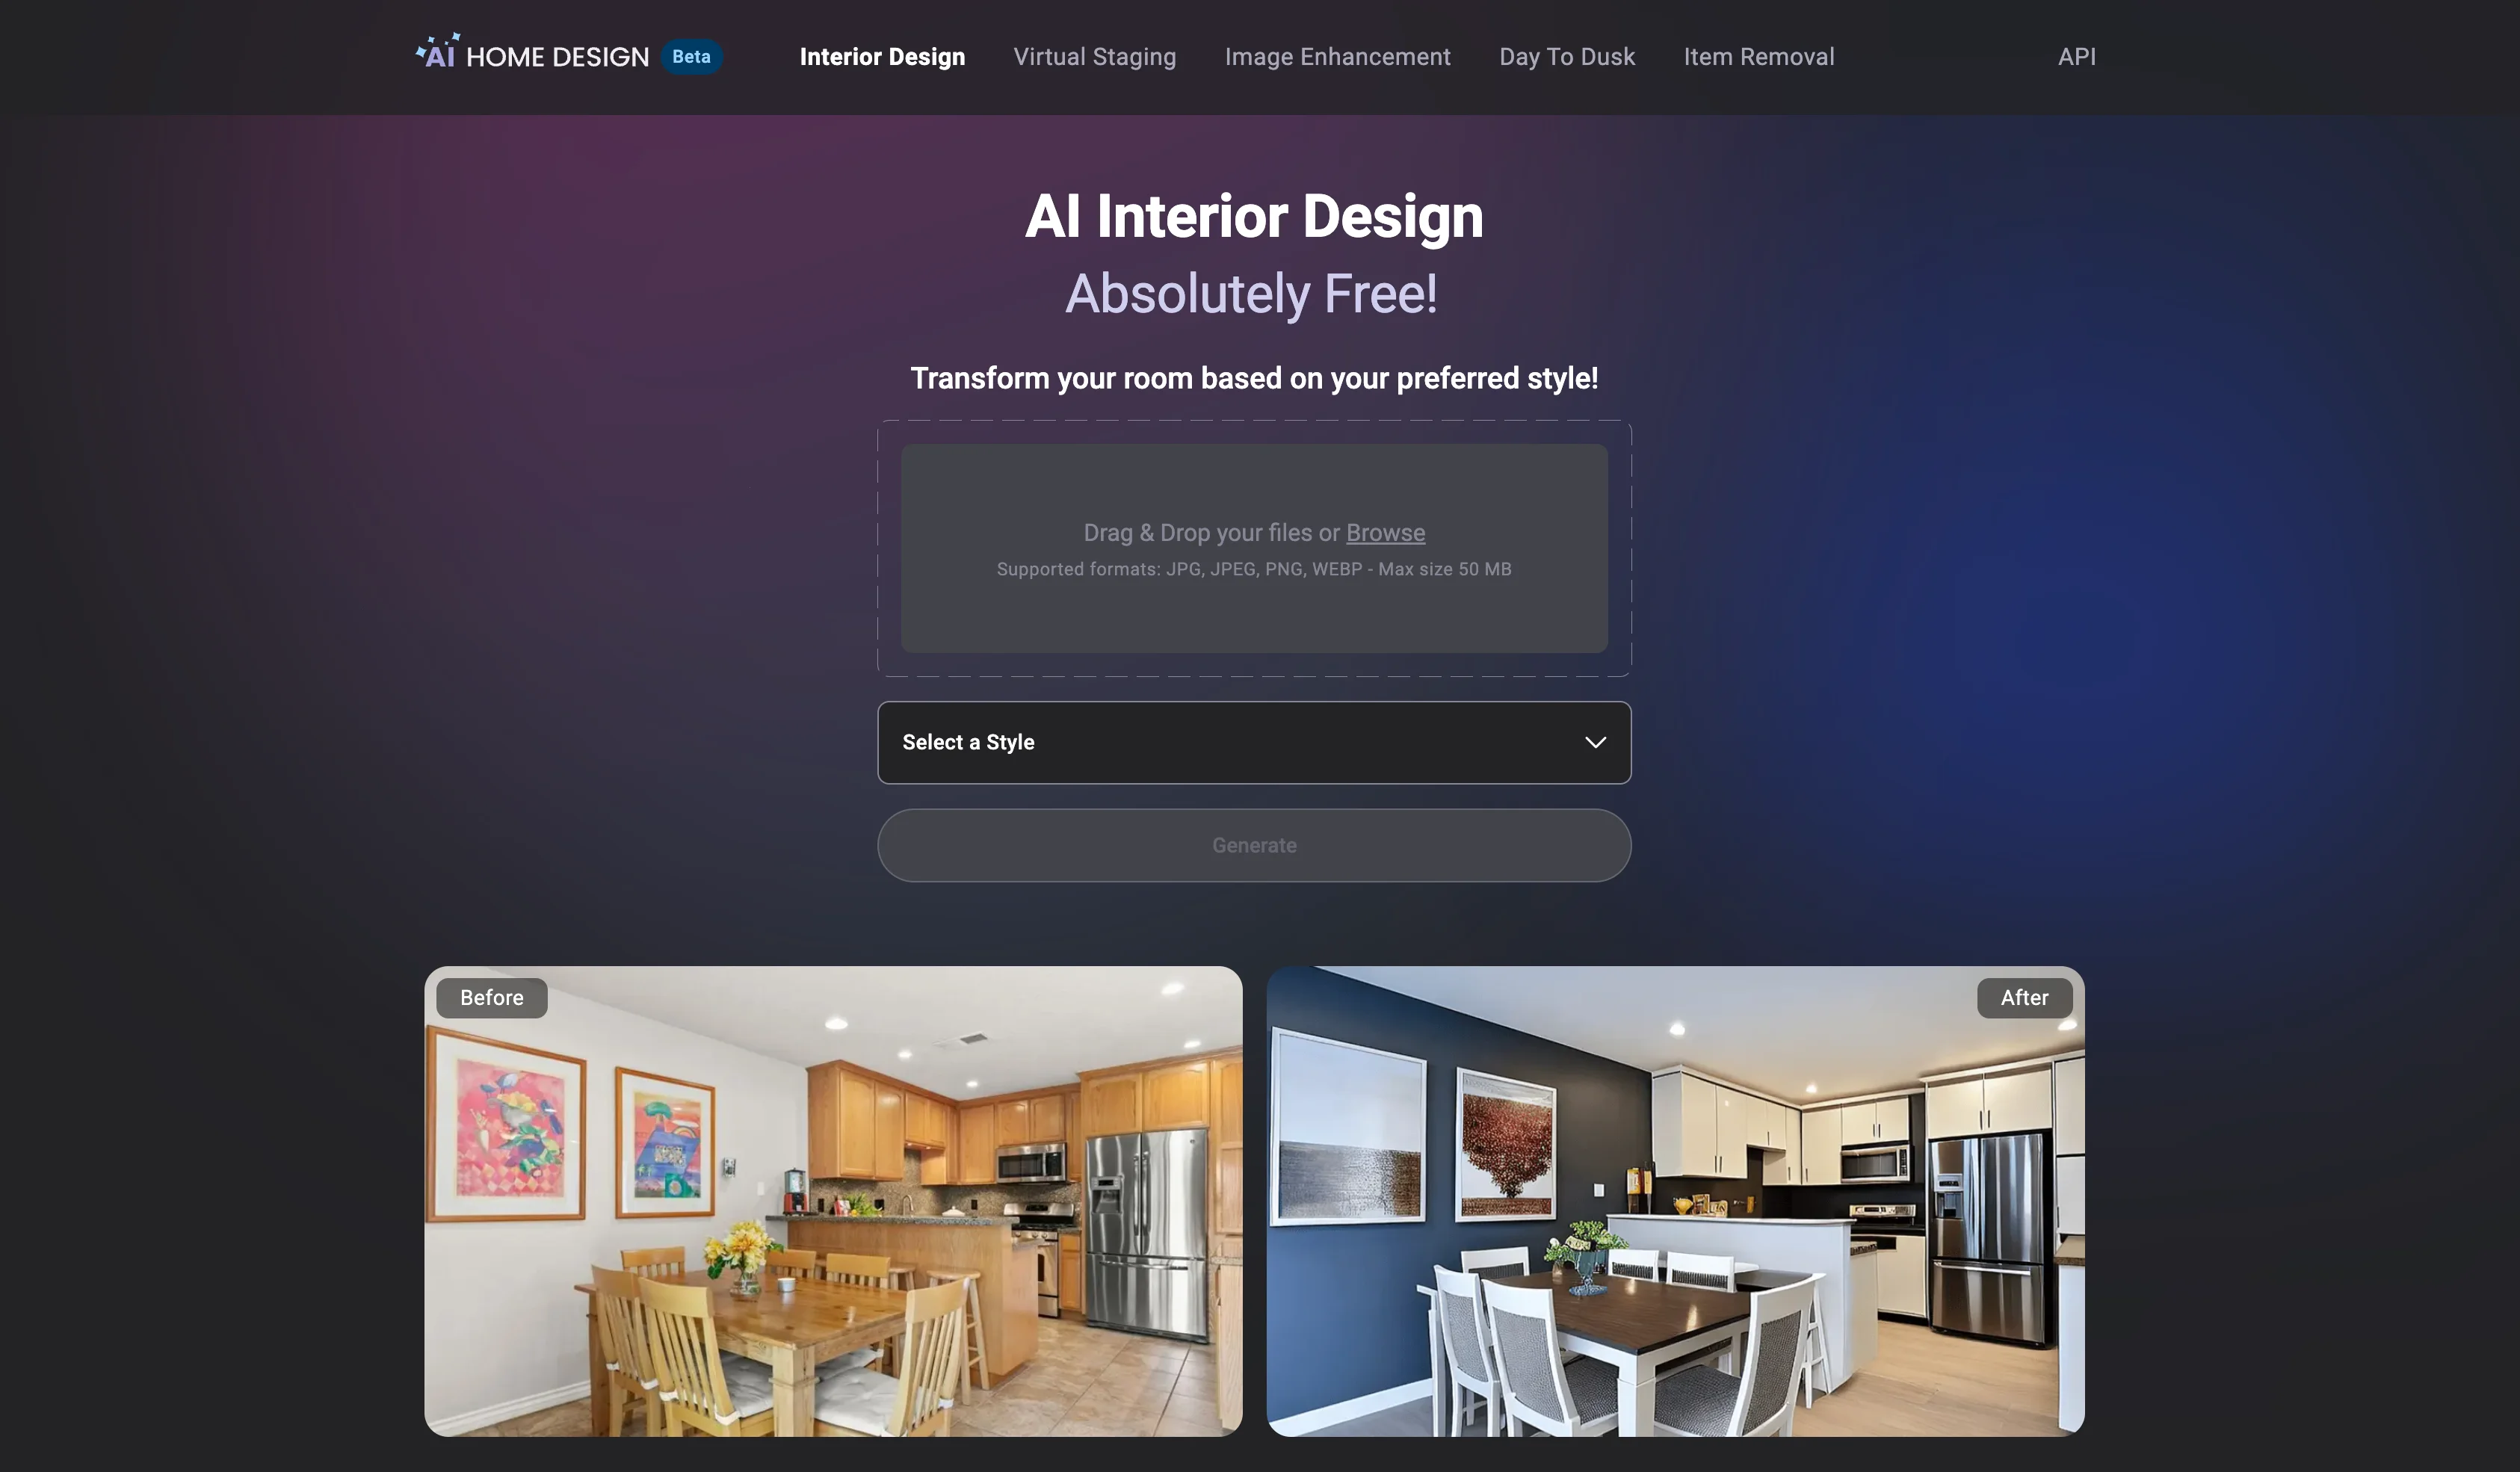 AI HOME DESIGN Beta Interior Design Virtual Staging Image Enhancement Day To Dusk Item Removal API
AI Interior Design
Absolutely Free!
Transform your room based on your preferred style!
Drag & Drop your files or Browse
Supported formats: JPG, JPEG, PNG, WEBP - Max size 50 MB
Select a Style
Generate
Before
After